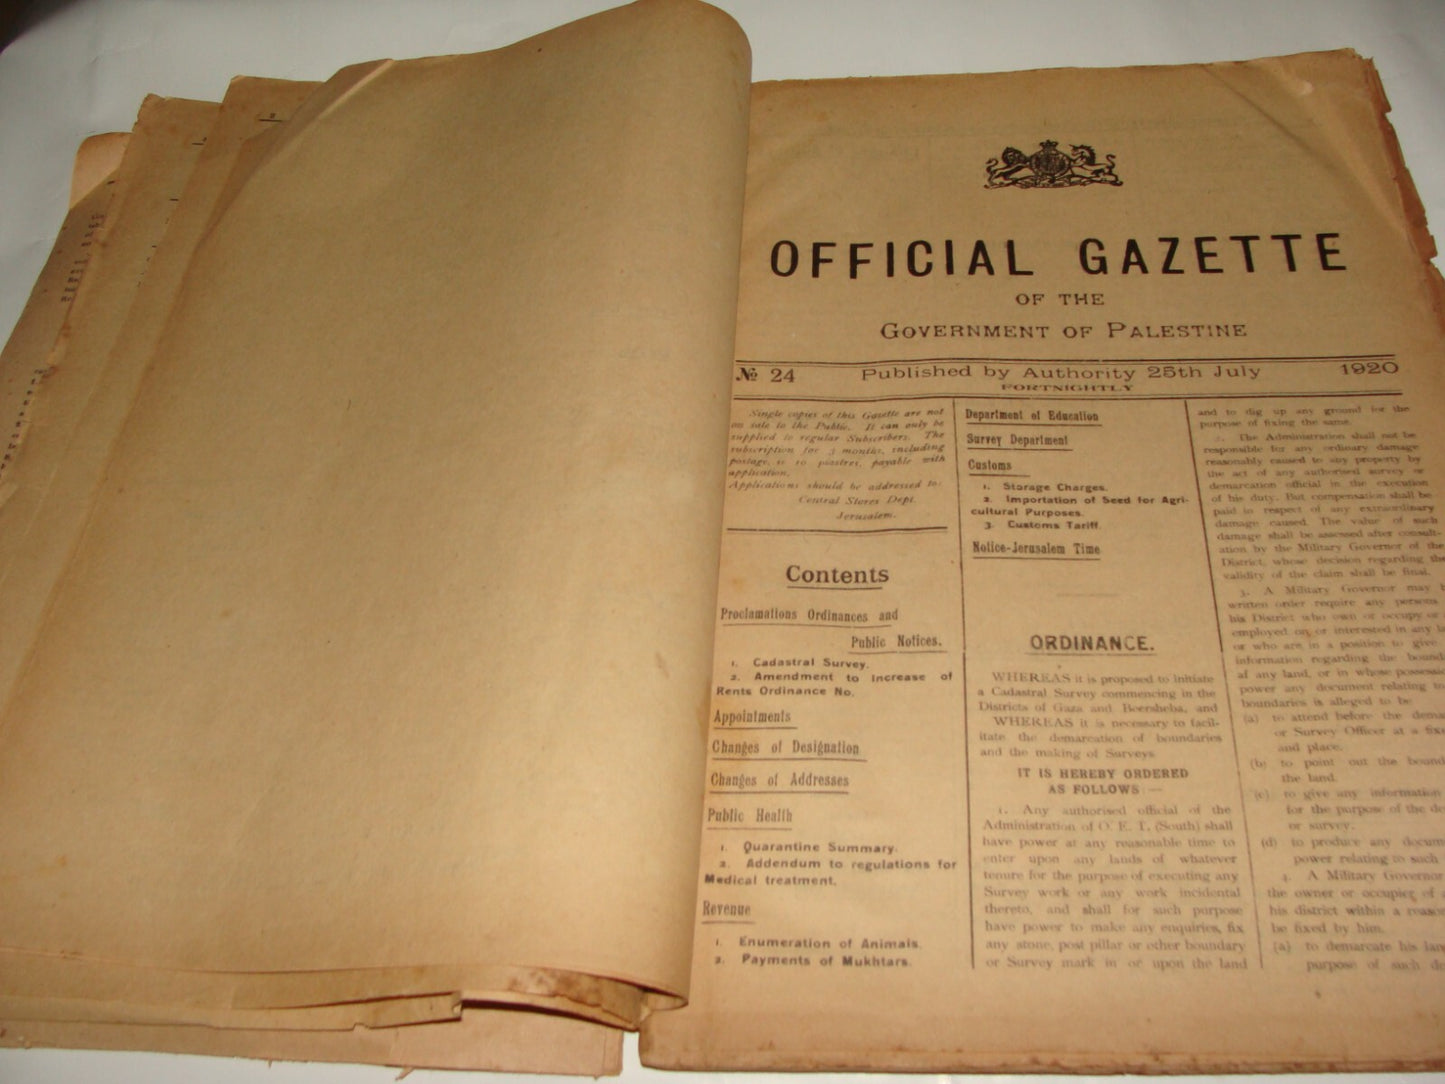 OFFICIAL GAZETTE
OF THE
GOVERNMENT OF PALESTINE
№ 24 Published by Authority 25th July 1920
FORTNIGHTLY
Single copies of this Gazette are not
on sale to the Public. It can only be
supplied to regular Subscribers. The
subscription for 3 months, including
postage, is 10 piastres, payable with
application.
Applications should be addressed to:
Central Stores Dept.
Jerusalem.
Contents
Proclamations Ordinances and
Public Notices.
1. Cadastral Survey.
2. Amendment to Increase of
Rents Ordinance No.
Appointments
Changes of Designation
Changes of Addresses
Public Health
1. Quarantine Summary.
2. Addendum to regulations for
Medical treatment.
Revenue
1. Enumeration of Animals.
2. Payments of Mukhtars.
Department of Education
Survey Department
Customs
1. Storage Charges.
2. Importation of Seed for Agri-
cultural Purposes.
3. Customs Tariff.
Notice-Jerusalem Time
ORDINANCE.
WHEREAS it is proposed to initiate
a Cadastral Survey commencing in the
Districts of Gaza and Beersheba, and
WHEREAS it is necessary to facil-
itate the demarcation of boundaries
and the making of Surveys
IT IS HEREBY ORDERED
AS FOLLOWS :—
1. Any authorised official of the
Administration of O. E. T. (South) shall
have power at any reasonable time to
enter upon any lands of whatever
tenure for the purpose of executing any
Survey work or any work incidental
thereto, and shall for such purpose
have power to make any enquiries, fix
any stone, post pillar or other boundary
or Survey mark in or upon the land
and to dig up any ground for the
purpose of fixing the same.
2. The Administration shall not be
responsible for any ordinary damage
reasonably caused to any property by
the act of any authorised survey or
demarcation official in the execution
of his duty. But compensation shall be
paid in respect of any extraordinary
damage caused. The value of such
damage shall be assessed after consult-
ation by the Military Governor of the
District, whose decision regarding the
validity of the claim shall be final.
3. A Military Governor may
written order require any persons
his District who own or occupy or
employed on or interested in any
or who are in a position to give
information regarding the
of any land, or in whose
power any document relating to
boundaries is alleged to be
(a) to attend before the
or Survey Officer at a
and place.
(b) to point out the
the land.
(c) to give any information
for the purpose of the
or survey.
(d) to produce any
power relating to such
4. A Military Governor
the owner or occupier of
his district within a
be fixed by him.
(a) to demarcate his
purpose of such